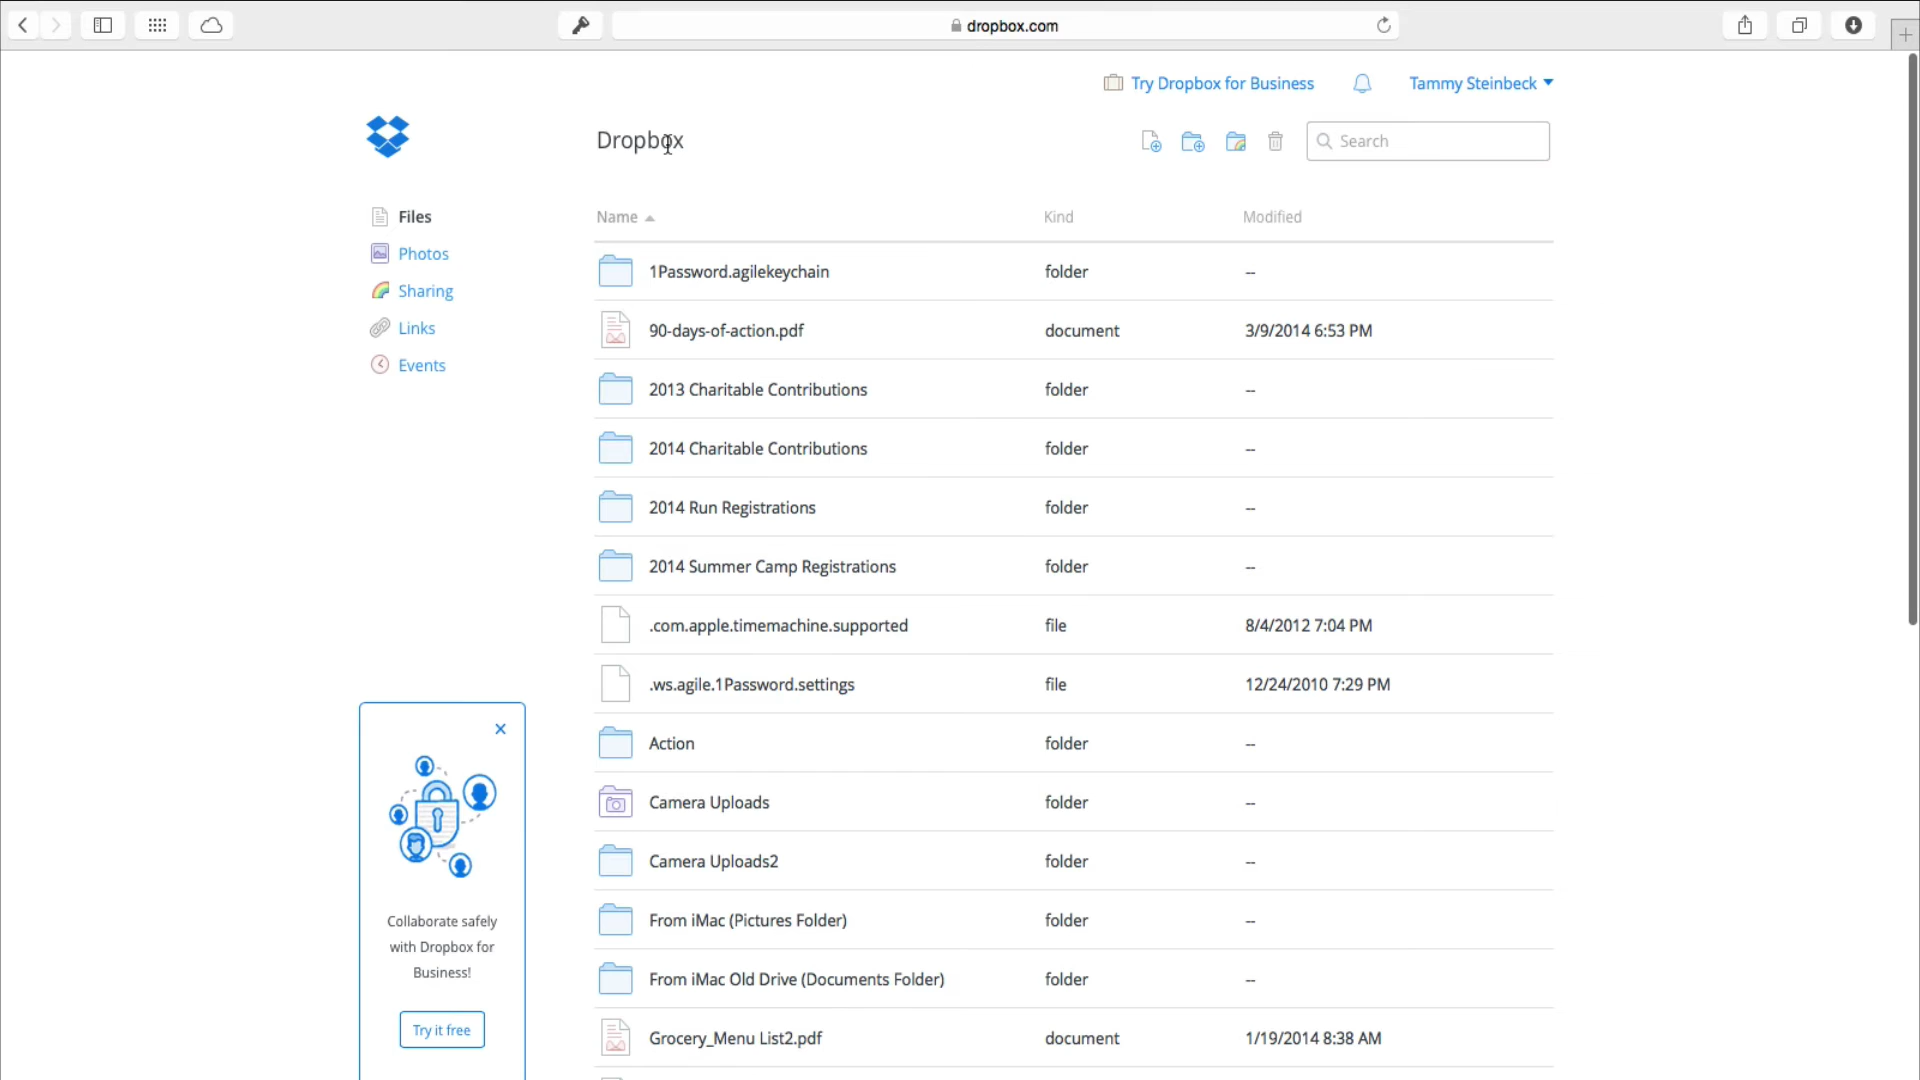 dropbox.com
Try Dropbox for Business
Tammy Steinbeck
Dropbox
Search
Files
Photos
Sharing
Links
Events
Name Kind Modified
1Password.agilekeychain folder --
90-days-of-action.pdf document 3/9/2014 6:53 PM
2013 Charitable Contributions folder --
2014 Charitable Contributions folder --
2014 Run Registrations folder --
2014 Summer Camp Registrations folder --
.com.apple.timemachine.supported file 8/4/2012 7:04 PM
.ws.agile.1Password.settings file 12/24/2010 7:29 PM
Action folder --
Camera Uploads folder --
Camera Uploads2 folder --
From iMac (Pictures Folder) folder --
From iMac Old Drive (Documents Folder) folder --
Grocery_Menu List2.pdf document 1/19/2014 8:38 AM
Collaborate safely
with Dropbox for
Business!
Try it free